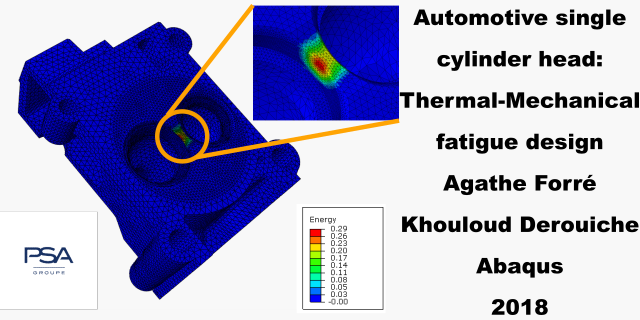 Automotive single
cylinder head:
Thermal-Mechanical
fatigue design
Agathe Forré
Khouloud Derouiche
Abaqus
2018
PSA
GROUPE
Energy
0.29
0.26
0.23
0.20
0.17
0.14
0.11
0.08
0.05
0.03
-0.00